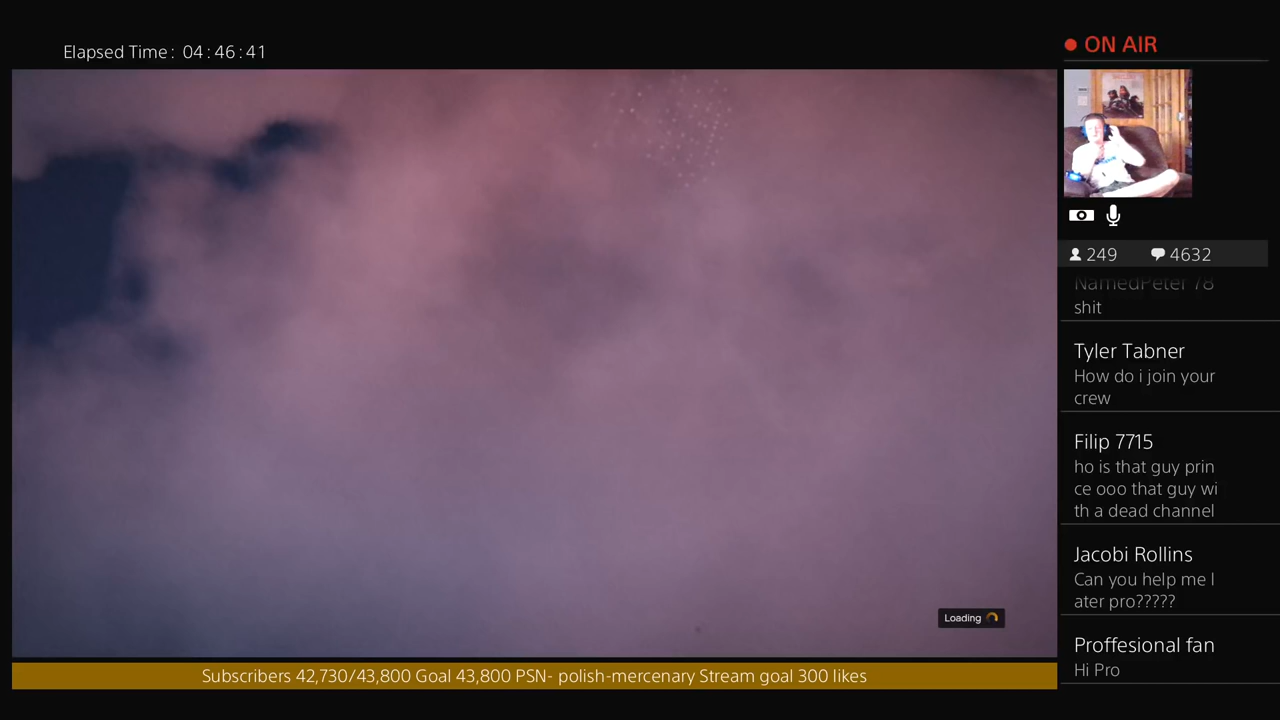 Elapsed Time: 04:46:41
ON AIR
249 4632
NamedPeter 78
shit
Tyler Tabner
How do i join your
crew
Filip 7715
ho is that guy prin
ce ooo that guy wi
th a dead channel
Jacobi Rollins
Can you help me l
ater pro?????
Proffesional fan
Hi Pro
Loading
Subscribers 42,730/43,800 Goal 43,800 PSN- polish-mercenary Stream goal 300 likes